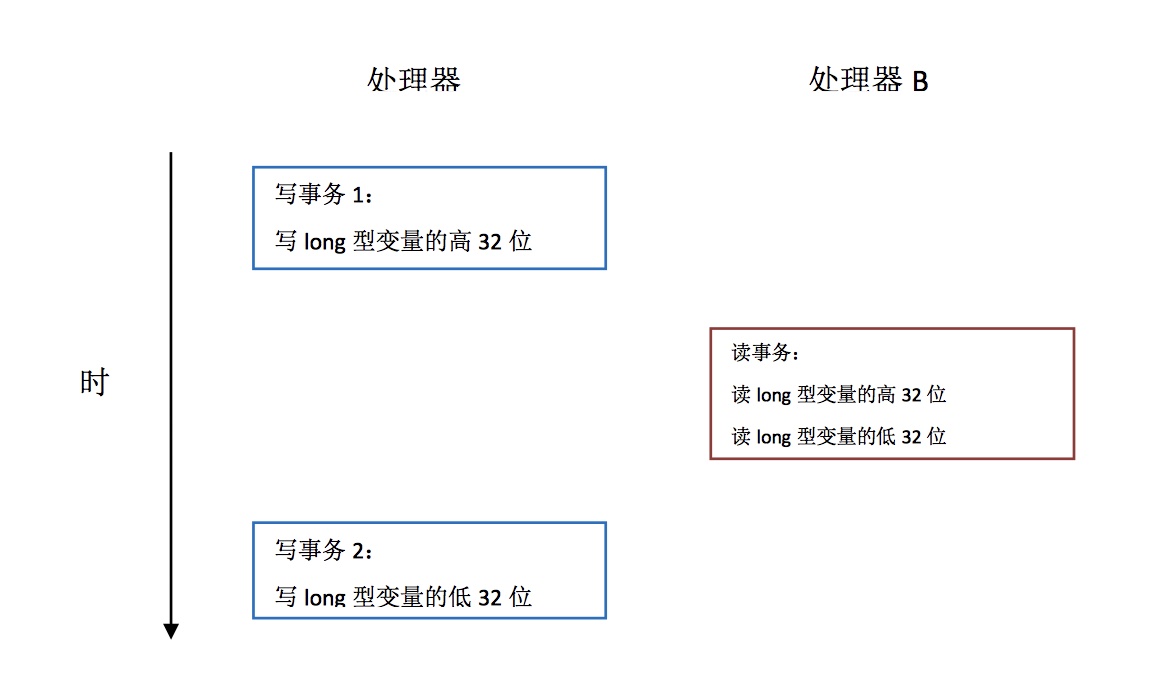 处理器
处理器 B
写事务 1：
写 long 型变量的高 32 位
读事务：
读 long 型变量的高 32 位
读 long 型变量的低 32 位
时
写事务 2：
写 long 型变量的低 32 位